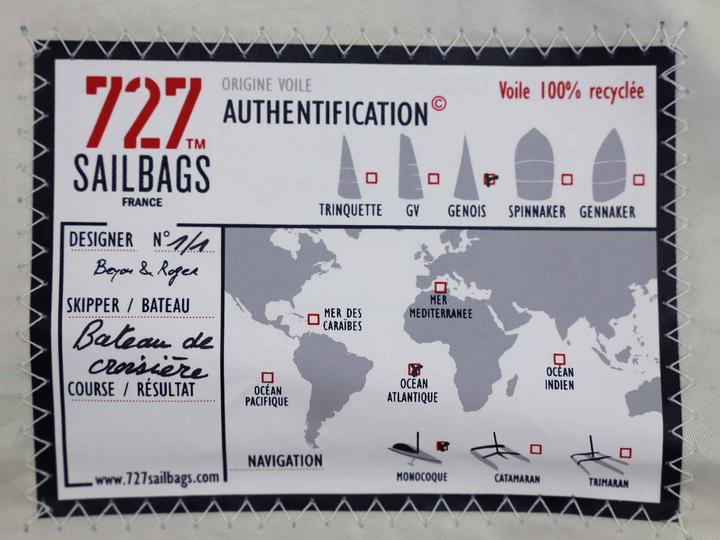 727 TM
SAILBAGS
FRANCE
ORIGINE VOILE
AUTHENTIFICATION©
Voile 100% recyclée
TRINQUETTE GV GENOIS SPINNAKER GENNAKER
DESIGNER N° 1/1
Beyou & Roger
SKIPPER / BATEAU
Bateau de
croisière
COURSE / RÉSULTAT
www.727sailbags.com
MER DES
CARAÏBES
MER
MEDITERRANEE
OCÉAN
PACIFIQUE
OCÉAN
ATLANTIQUE
OCÉAN
INDIEN
NAVIGATION
MONOCOQUE CATAMARAN TRIMARAN